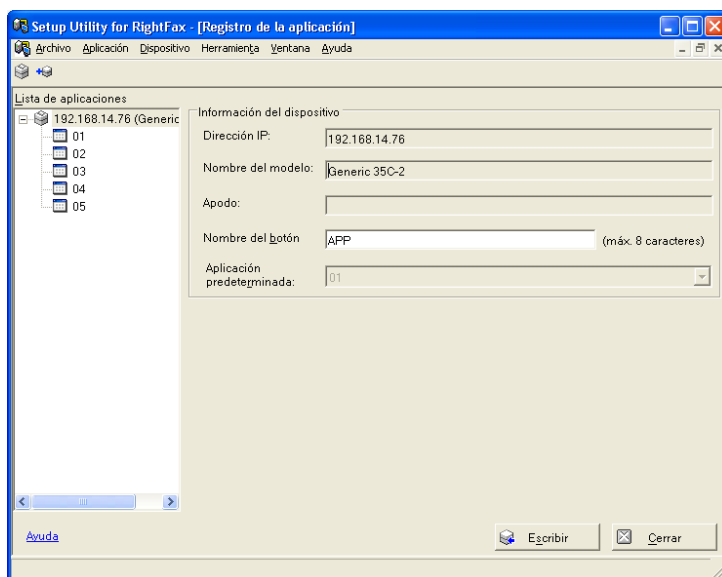 Setup Utility for RightFax - [Registro de la aplicación]
Archivo Aplicación Dispositivo Herramienta Ventana Ayuda
Lista de aplicaciones
192.168.14.76 (Generic
01
02
03
04
05
Información del dispositivo
Dirección IP: 192.168.14.76
Nombre del modelo: Generic 35C-2
Apodo:
Nombre del botón APP (máx. 8 caracteres)
Aplicación
predeterminada: 01
Ayuda
Escribir
Cerrar